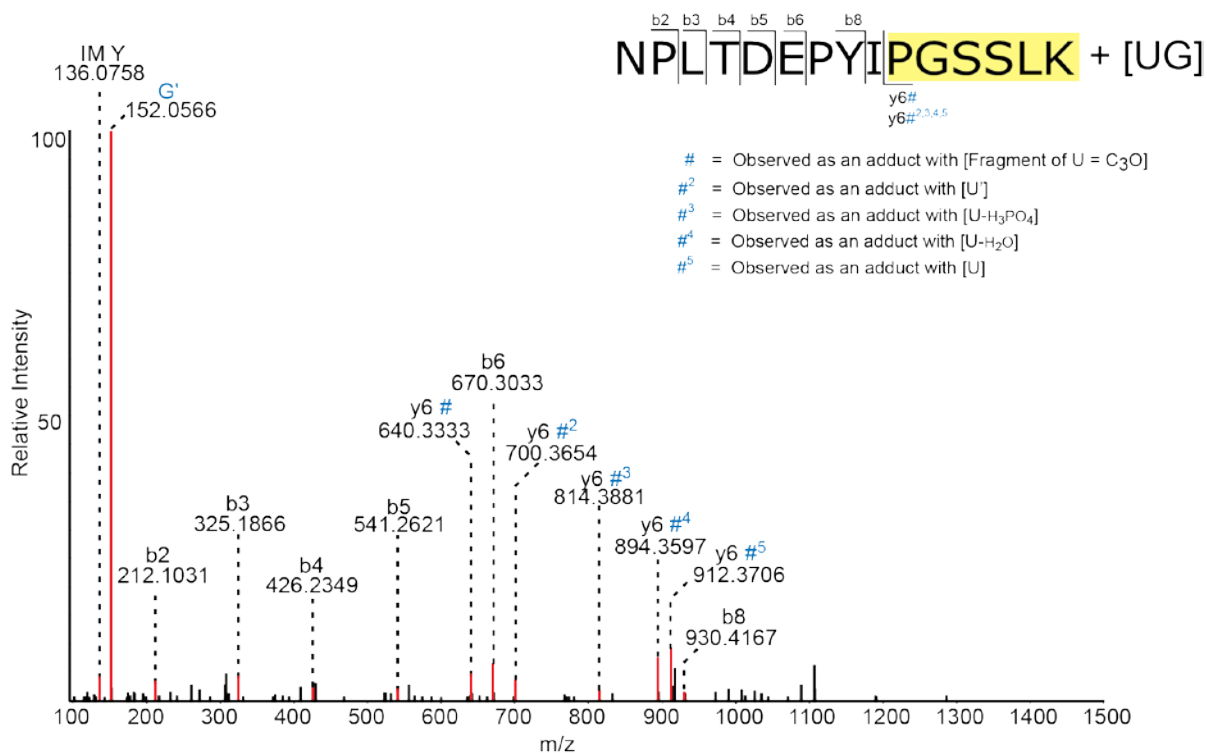 b2 b3 b4 b5 b6 b8
NPLTDEPYIPGSSLK + [UG]
y6#
y6#2,3,4,5
# = Observed as an adduct with [Fragment of U = C3O]
#2 = Observed as an adduct with [U']
#3 = Observed as an adduct with [U-H3PO4]
#4 = Observed as an adduct with [U-H2O]
#5 = Observed as an adduct with [U]
IM Y
136.0758
G'
152.0566
100
50
Relative Intensity
b2
212.1031
b3
325.1866
b4
426.2349
b5
541.2621
y6 #
640.3333
b6
670.3033
y6 #2
700.3654
y6 #3
814.3881
y6 #4
894.3597
y6 #5
912.3706
b8
930.4167
100 200 300 400 500 600 700 800 900 1000 1100 1200 1300 1400 1500
m/z